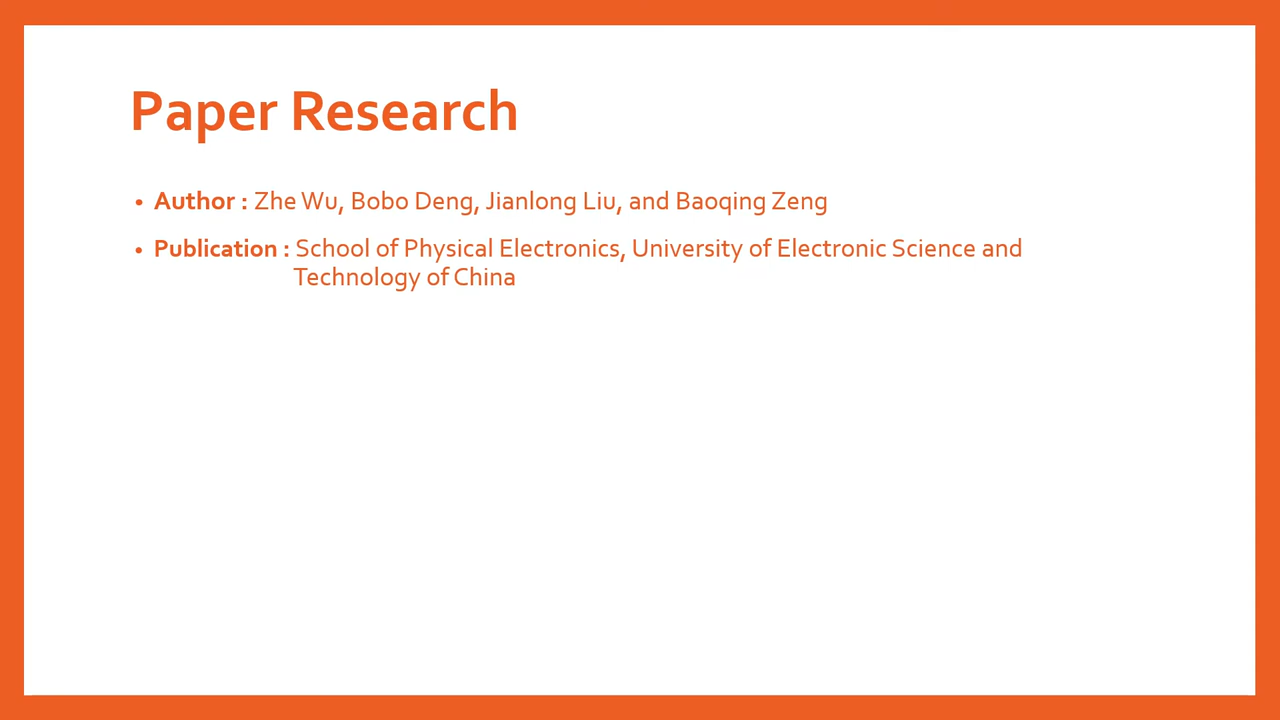 Paper Research
• Author : Zhe Wu, Bobo Deng, Jianlong Liu, and Baoqing Zeng
• Publication : School of Physical Electronics, University of Electronic Science and
Technology of China